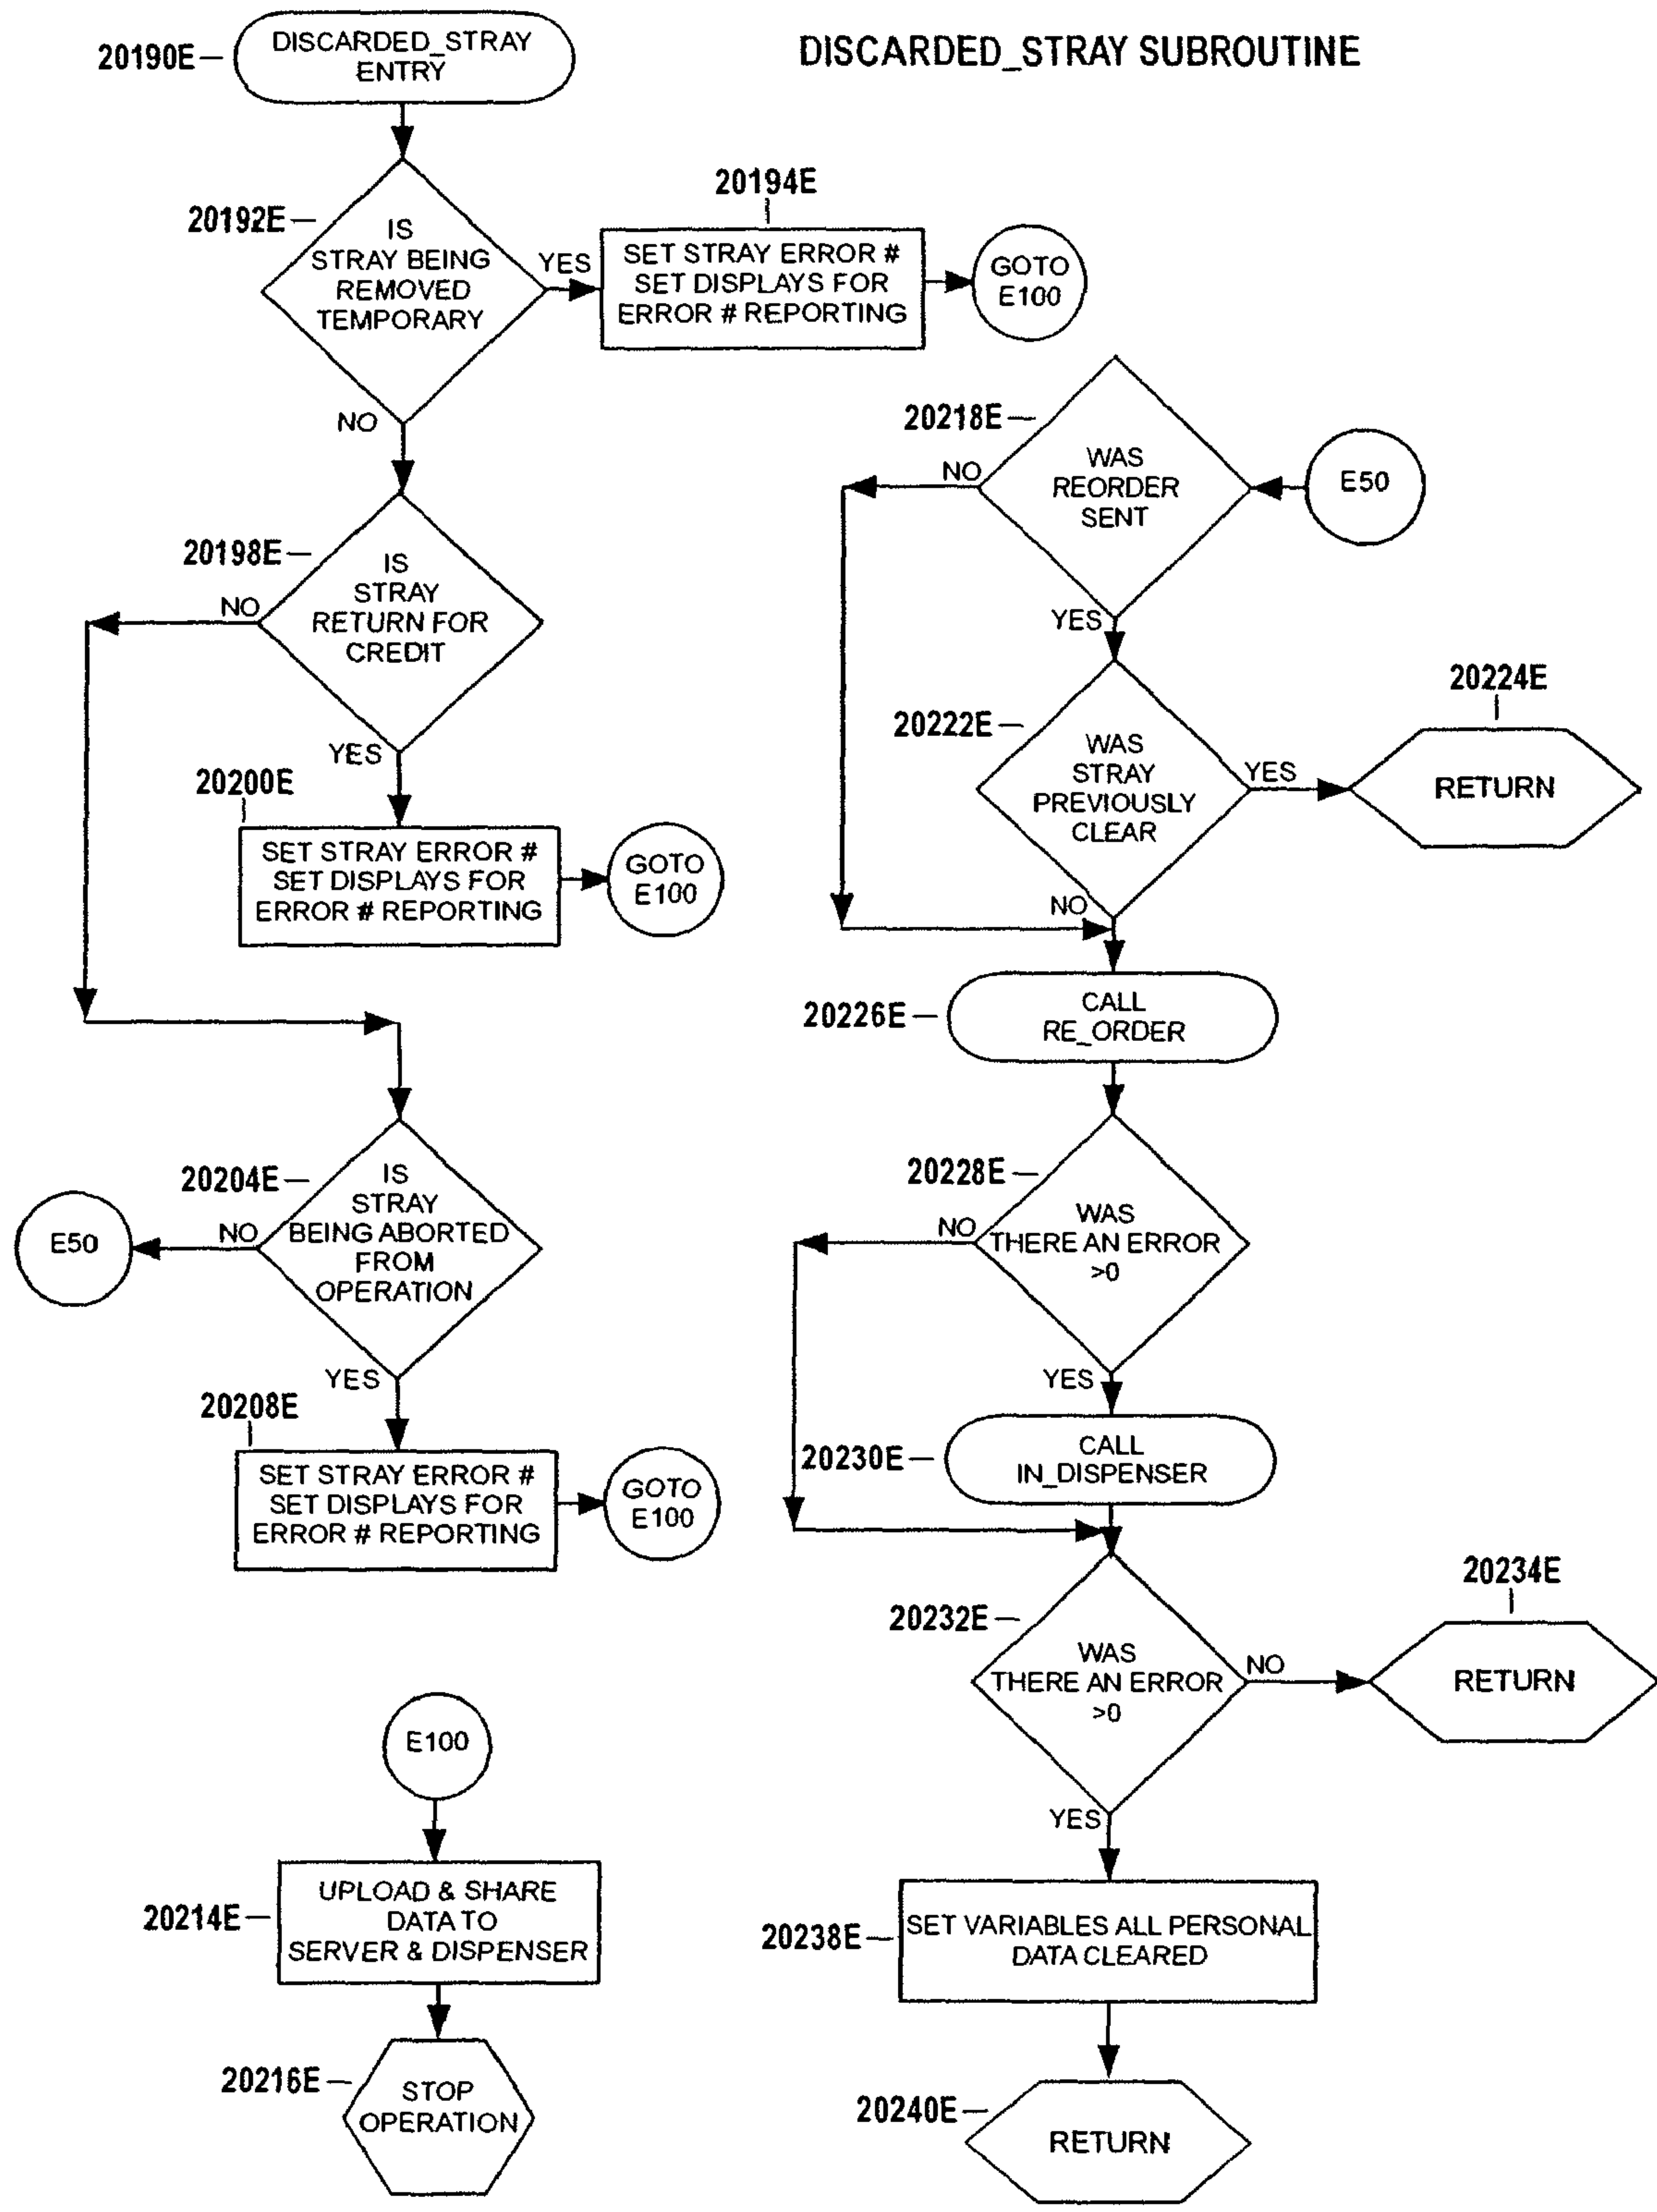 DISCARDED_STRAY SUBROUTINE
20190E
DISCARDED_STRAY
ENTRY
20192E
IS
STRAY BEING
REMOVED
TEMPORARY
YES
NO
20194E
SET STRAY ERROR #
SET DISPLAYS FOR
ERROR # REPORTING
GOTO
E100
20198E
IS
STRAY
RETURN FOR
CREDIT
NO
YES
20200E
SET STRAY ERROR #
SET DISPLAYS FOR
ERROR # REPORTING
GOTO
E100
20204E
IS
STRAY
BEING ABORTED
FROM
OPERATION
NO
E50
YES
20208E
SET STRAY ERROR #
SET DISPLAYS FOR
ERROR # REPORTING
GOTO
E100
E100
20214E
UPLOAD & SHARE
DATA TO
SERVER & DISPENSER
20216E
STOP
OPERATION
E50
20218E
WAS
REORDER
SENT
NO
YES
20222E
WAS
STRAY
PREVIOUSLY
CLEAR
YES
20224E
RETURN
NO
20226E
CALL
RE_ORDER
20228E
WAS
THERE AN ERROR
>0
NO
YES
20230E
CALL
IN_DISPENSER
20232E
WAS
THERE AN ERROR
>0
NO
20234E
RETURN
YES
20238E
SET VARIABLES ALL PERSONAL
DATA CLEARED
20240E
RETURN